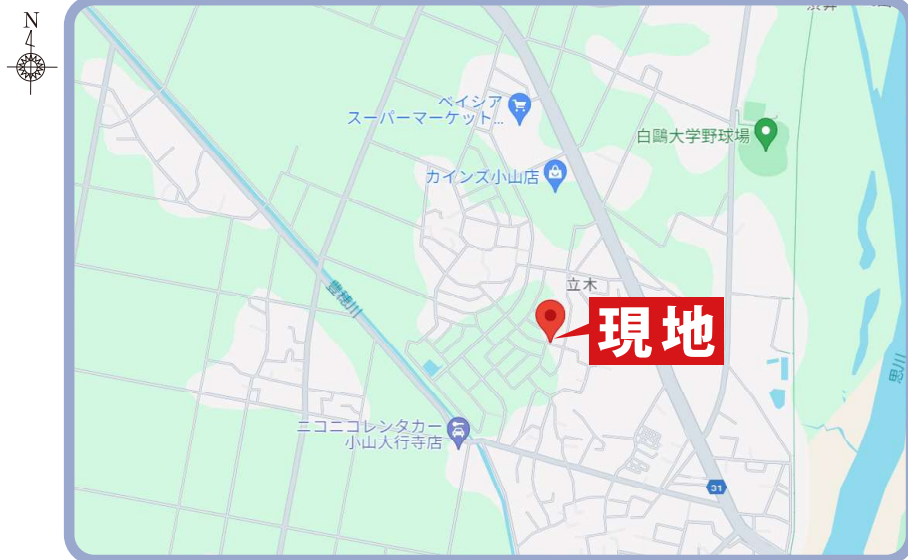 N
ベイシア
スーパーマーケット...
白鷗大学野球場
カインズ小山店
立木
豊穂川
現地
思川
ニコニコレンタカー
小山大行寺店
31